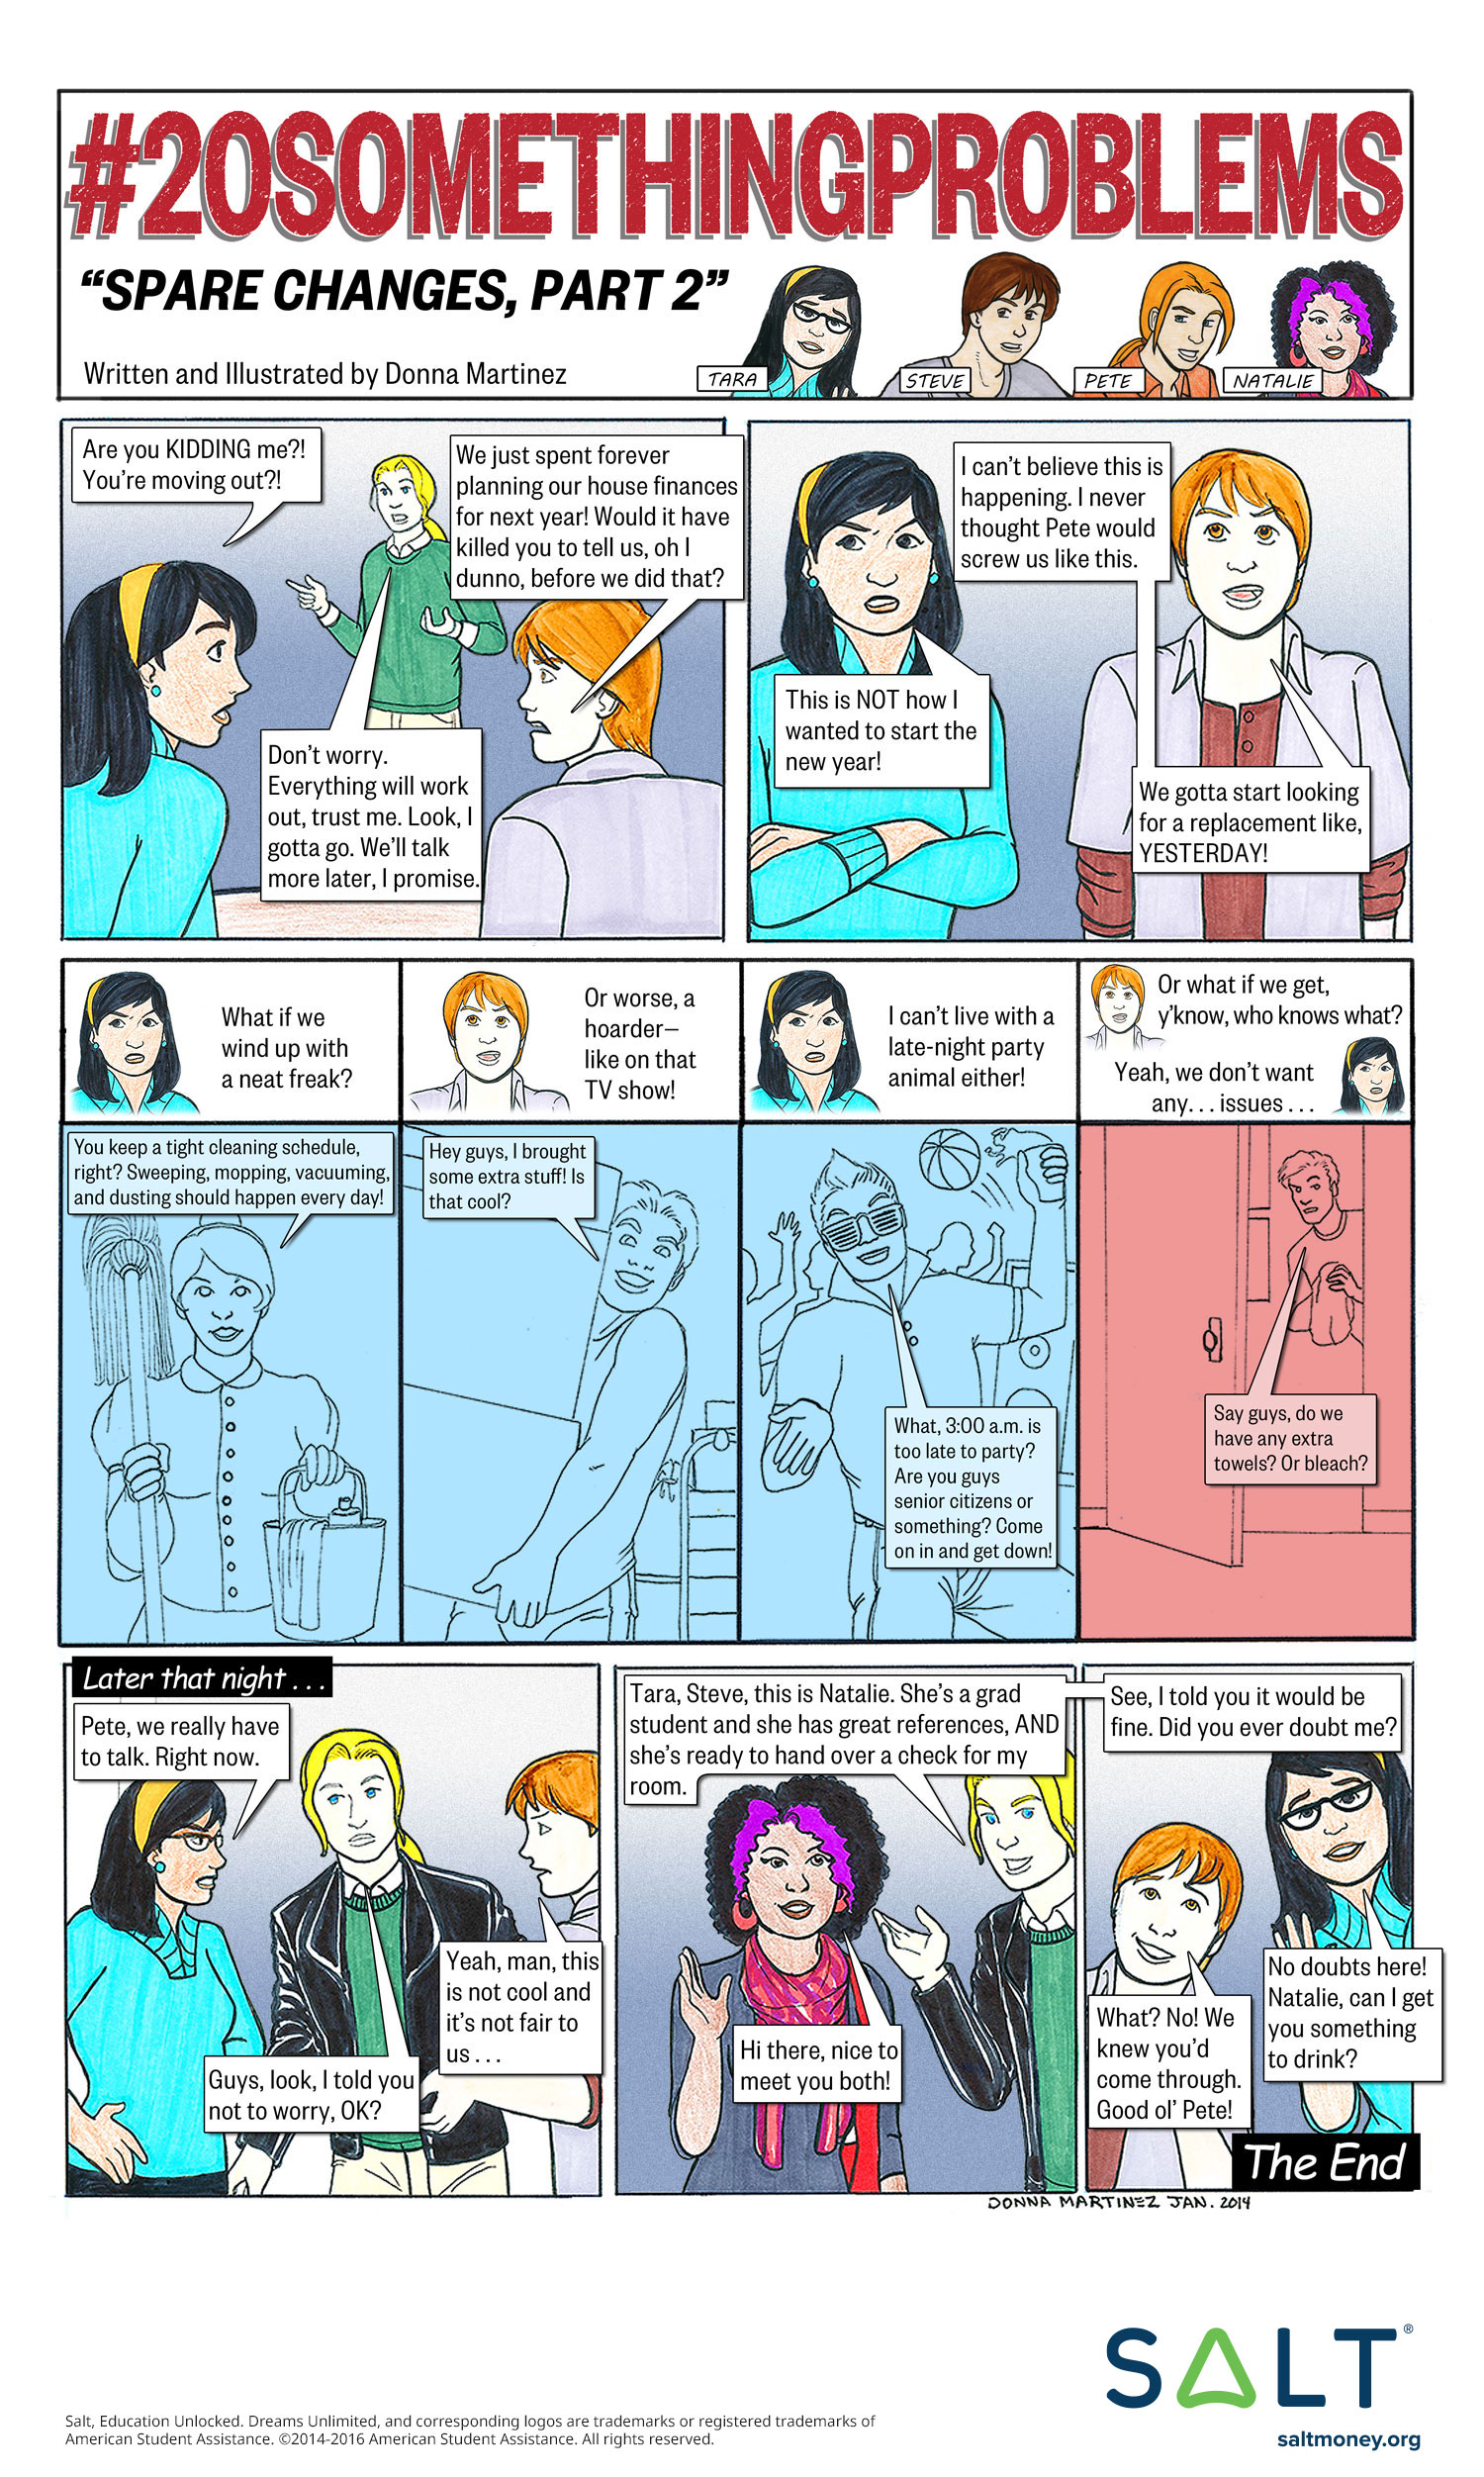 #20SOMETHINGPROBLEMS
“SPARE CHANGES, PART 2”
Written and Illustrated by Donna Martinez
TARA
STEVE
PETE
NATALIE
Are you KIDDING me?!
You’re moving out?!
We just spent forever
planning our house finances
for next year! Would it have
killed you to tell us, oh I
dunno, before we did that?
Don’t worry.
Everything will work
out, trust me. Look, I
gotta go. We’ll talk
more later, I promise.
I can’t believe this is
happening. I never
thought Pete would
screw us like this.
This is NOT how I
wanted to start the
new year!
We gotta start looking
for a replacement like,
YESTERDAY!
What if we
wind up with
a neat freak?
Or worse, a
hoarder–
like on that
TV show!
I can’t live with a
late-night party
animal either!
Or what if we get,
y’know, who knows what?
Yeah, we don’t want
any. . . issues . . .
You keep a tight cleaning schedule,
right? Sweeping, mopping, vacuuming,
and dusting should happen every day!
Hey guys, I brought
some extra stuff! Is
that cool?
What, 3:00 a.m. is
too late to party?
Are you guys
senior citizens or
something? Come
on in and get down!
Say guys, do we
have any extra
towels? Or bleach?
Later that night . . .
Pete, we really have
to talk. Right now.
Guys, look, I told you
not to worry, OK?
Yeah, man, this
is not cool and
it’s not fair to
us . . .
Tara, Steve, this is Natalie. She’s a grad
student and she has great references, AND
she’s ready to hand over a check for my
room.
Hi there, nice to
meet you both!
See, I told you it would be
fine. Did you ever doubt me?
What? No! We
knew you’d
come through.
Good ol’ Pete!
No doubts here!
Natalie, can I get
you something
to drink?
The End
DONNA MARTINEZ JAN. 2014
SALT®
saltmoney.org
Salt, Education Unlocked. Dreams Unlimited, and corresponding logos are trademarks or registered trademarks of
American Student Assistance. ©2014-2016 American Student Assistance. All rights reserved.